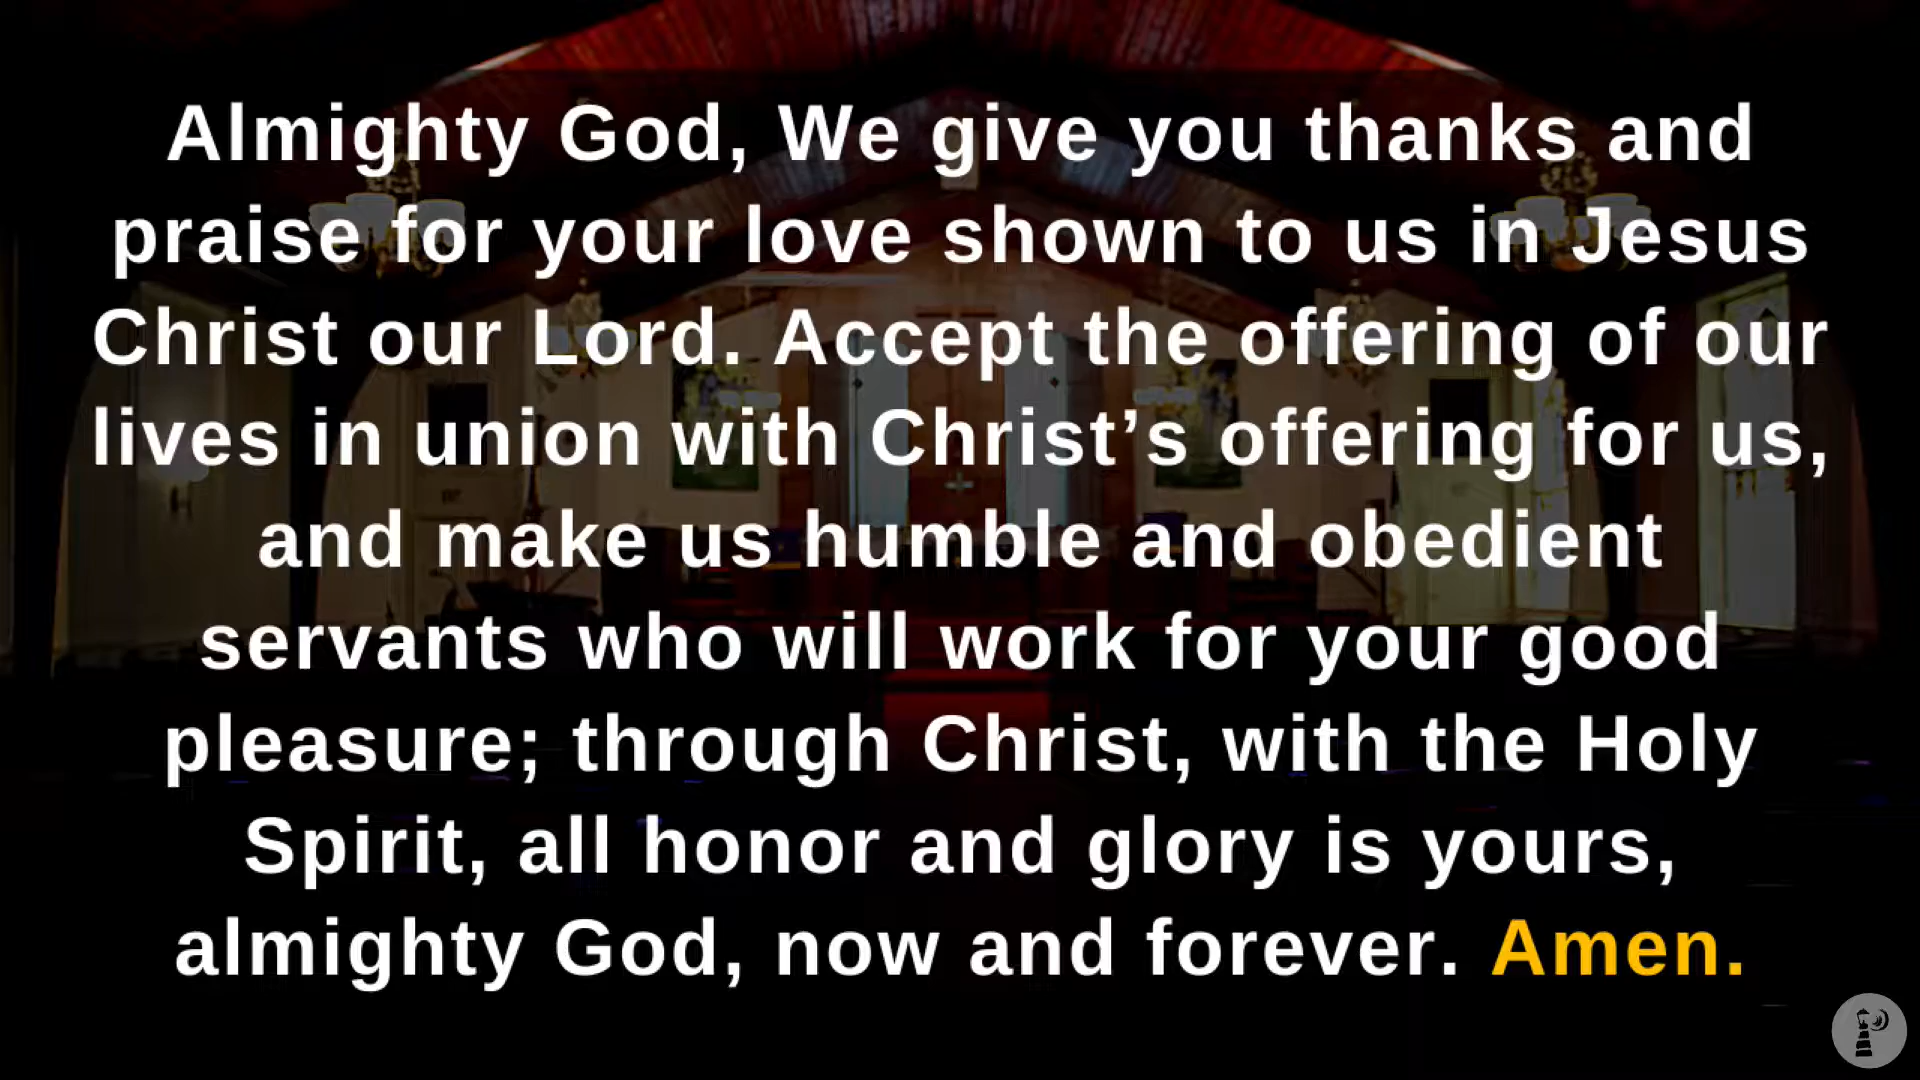 Almighty God, We give you thanks and
praise for your love shown to us in Jesus
Christ our Lord. Accept the offering of our
lives in union with Christ’s offering for us,
and make us humble and obedient
servants who will work for your good
pleasure; through Christ, with the Holy
Spirit, all honor and glory is yours,
almighty God, now and forever. Amen.